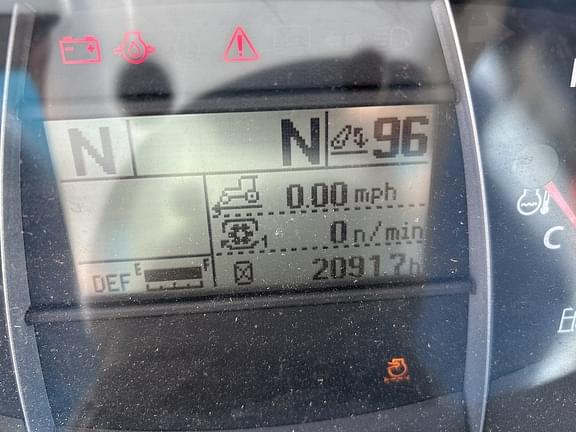 N N 96
0.00 mph
0 n/min
DEF E F 2091.7h
C